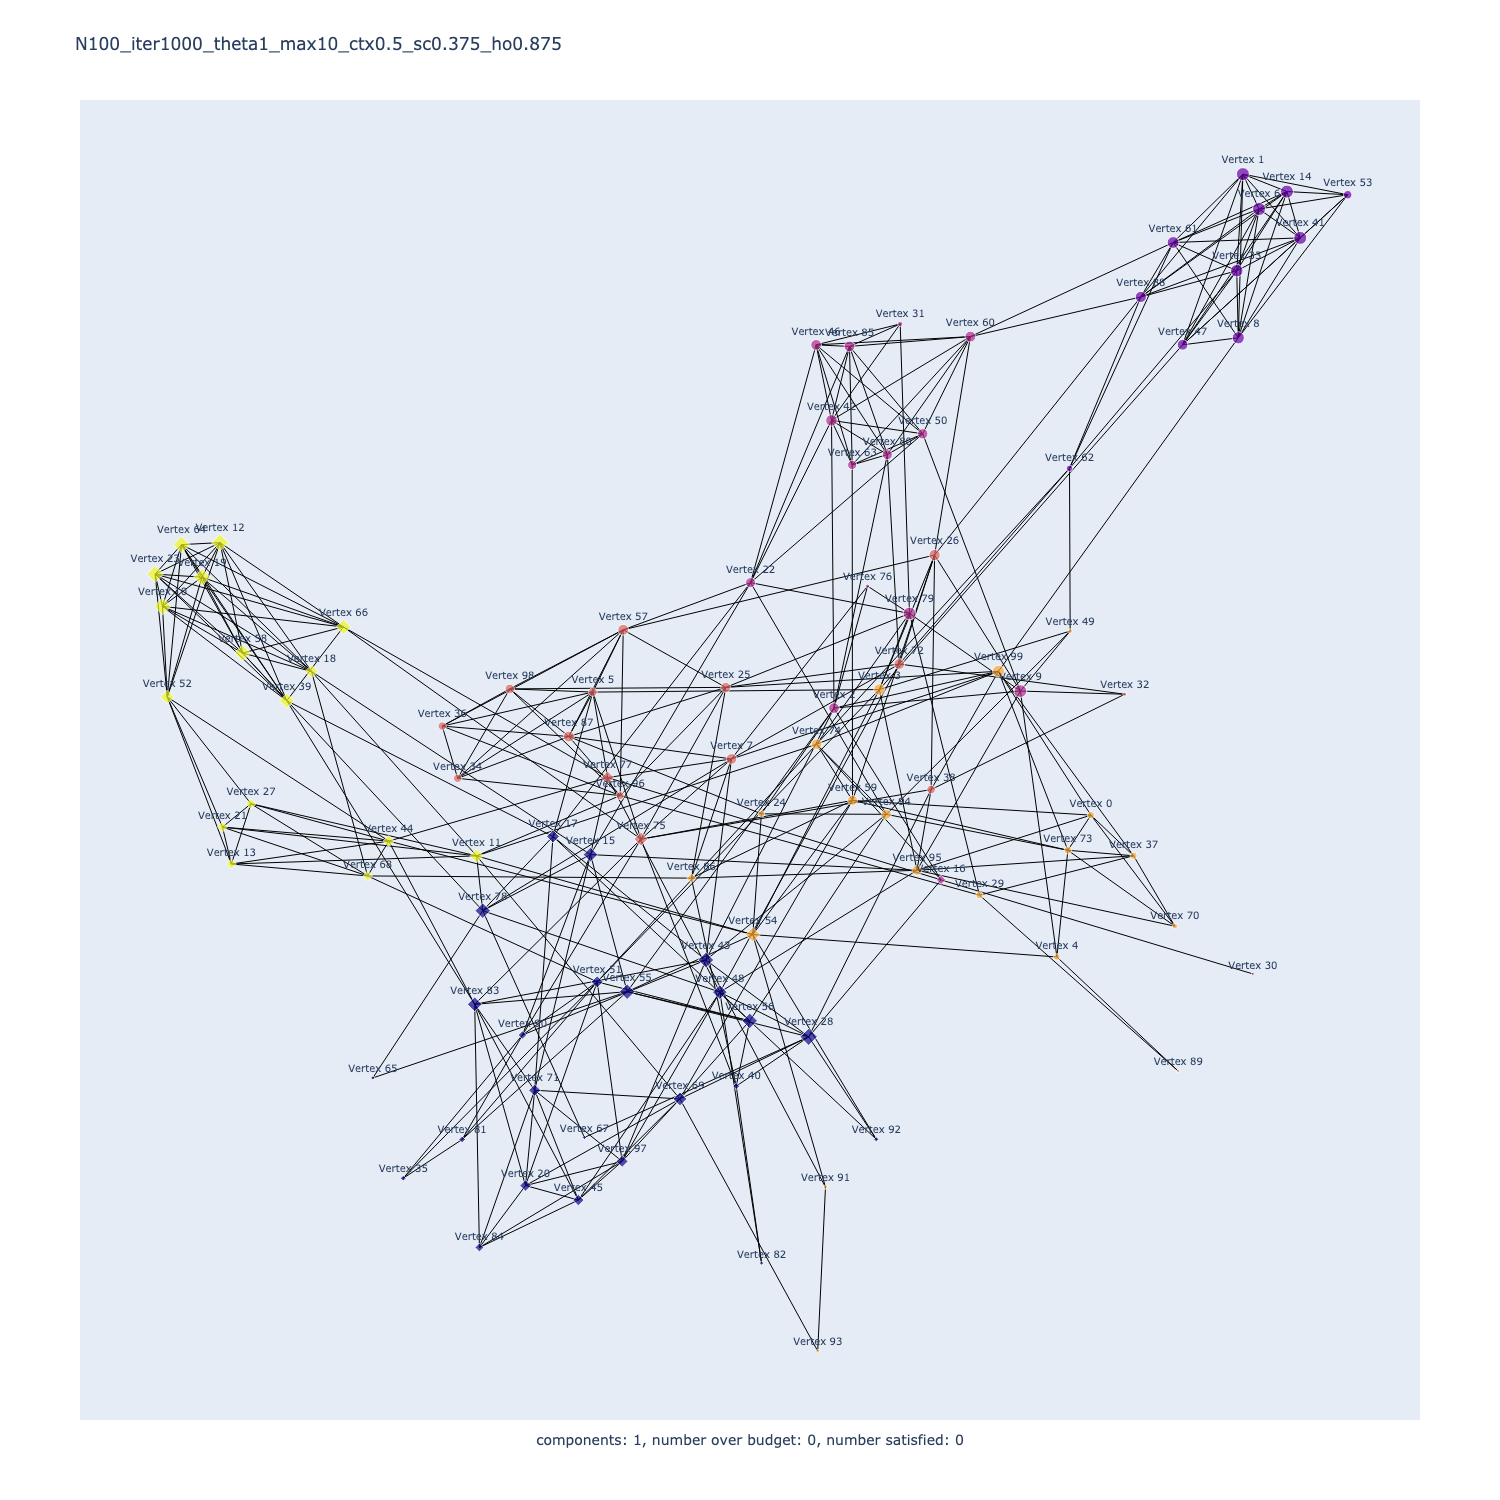 N100_iter1000_theta1_max10_ctx0.5_sc0.375_ho0.875
Vertex 1
Vertex 14
Vertex 53
Vertex 6
Vertex 41
Vertex 61
Vertex 33
Vertex 88
Vertex 47
Vertex 8
Vertex 31
Vertex 60
Vertex 46
Vertex 85
Vertex 42
Vertex 50
Vertex 63
Vertex 62
Vertex 64
Vertex 12
Vertex 23
Vertex 19
Vertex 66
Vertex 58
Vertex 18
Vertex 52
Vertex 39
Vertex 26
Vertex 22
Vertex 76
Vertex 79
Vertex 57
Vertex 49
Vertex 72
Vertex 99
Vertex 98
Vertex 5
Vertex 25
Vertex 3
Vertex 9
Vertex 32
Vertex 2
Vertex 36
Vertex 87
Vertex 74
Vertex 7
Vertex 34
Vertex 77
Vertex 96
Vertex 38
Vertex 27
Vertex 21
Vertex 13
Vertex 44
Vertex 11
Vertex 68
Vertex 17
Vertex 15
Vertex 75
Vertex 24
Vertex 59
Vertex 94
Vertex 0
Vertex 73
Vertex 37
Vertex 86
Vertex 95
Vertex 16
Vertex 29
Vertex 78
Vertex 54
Vertex 70
Vertex 4
Vertex 30
Vertex 43
Vertex 51
Vertex 55
Vertex 48
Vertex 83
Vertex 56
Vertex 28
Vertex 90
Vertex 65
Vertex 71
Vertex 40
Vertex 69
Vertex 89
Vertex 81
Vertex 67
Vertex 92
Vertex 97
Vertex 35
Vertex 20
Vertex 45
Vertex 91
Vertex 84
Vertex 82
Vertex 93
components: 1, number over budget: 0, number satisfied: 0